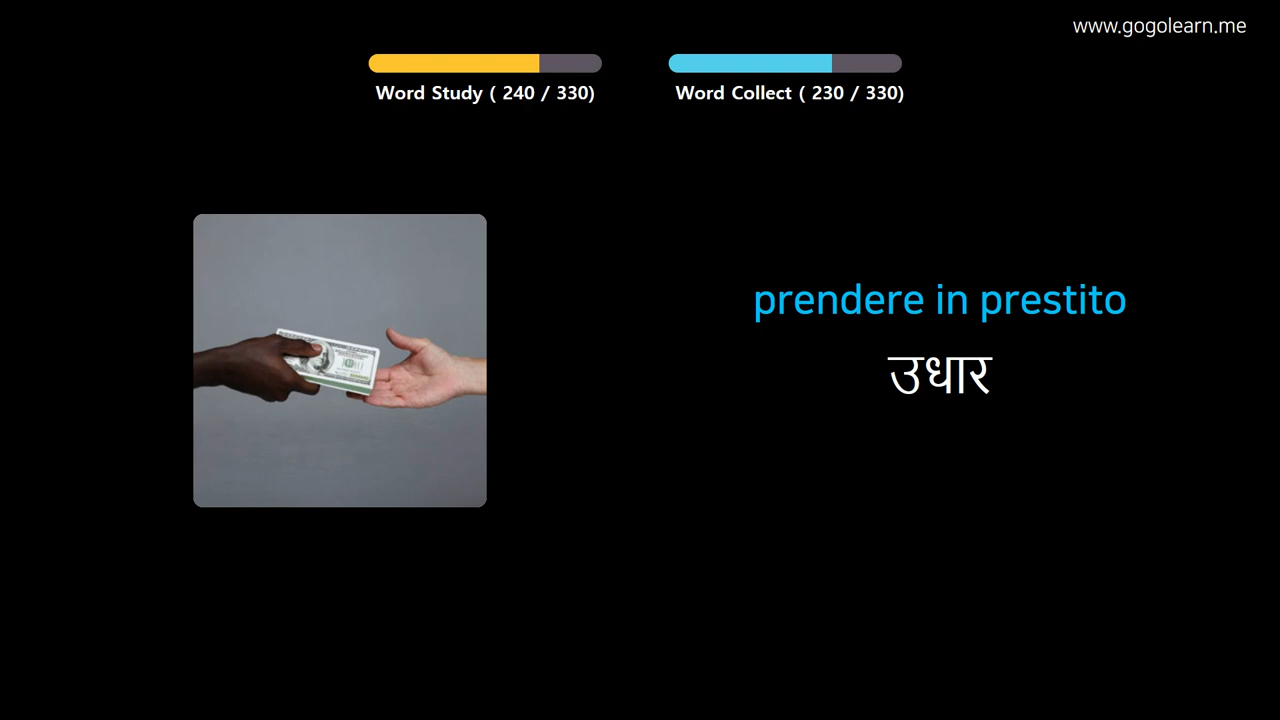 www.gogolearn.me
Word Study ( 240 / 330)
Word Collect ( 230 / 330)
prendere in prestito
उधार